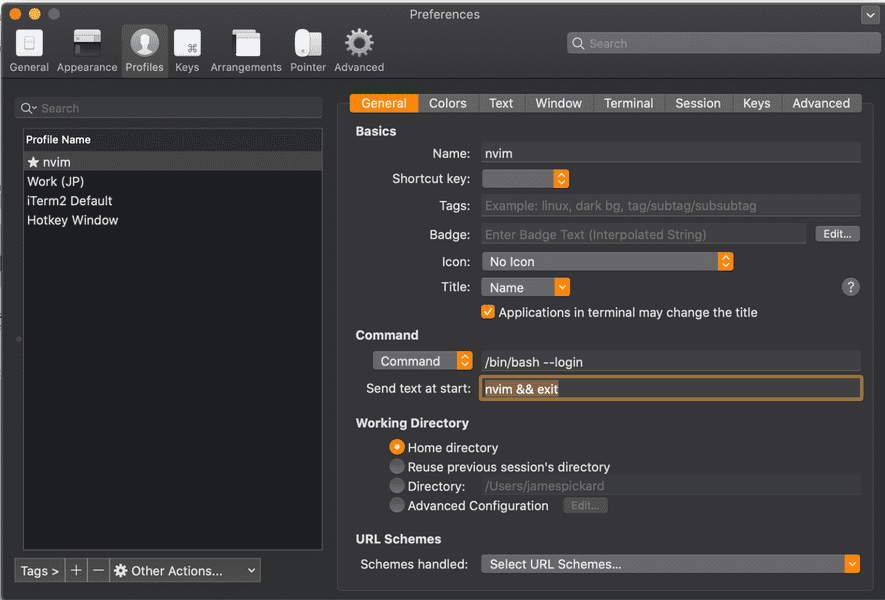 Preferences
General Appearance Profiles Keys Arrangements Pointer Advanced
Search
Search
Profile Name
★ nvim
Work (JP)
iTerm2 Default
Hotkey Window
Tags > + − Other Actions...
General Colors Text Window Terminal Session Keys Advanced
Basics
Name: nvim
Shortcut key:
Tags: Example: linux, dark bg, tag/subtag/subsubtag
Badge: Enter Badge Text (Interpolated String) Edit...
Icon: No Icon
Title: Name ?
Applications in terminal may change the title
Command
Command /bin/bash --login
Send text at start: nvim && exit
Working Directory
Home directory
Reuse previous session's directory
Directory: /Users/jamespickard
Advanced Configuration Edit...
URL Schemes
Schemes handled: Select URL Schemes...